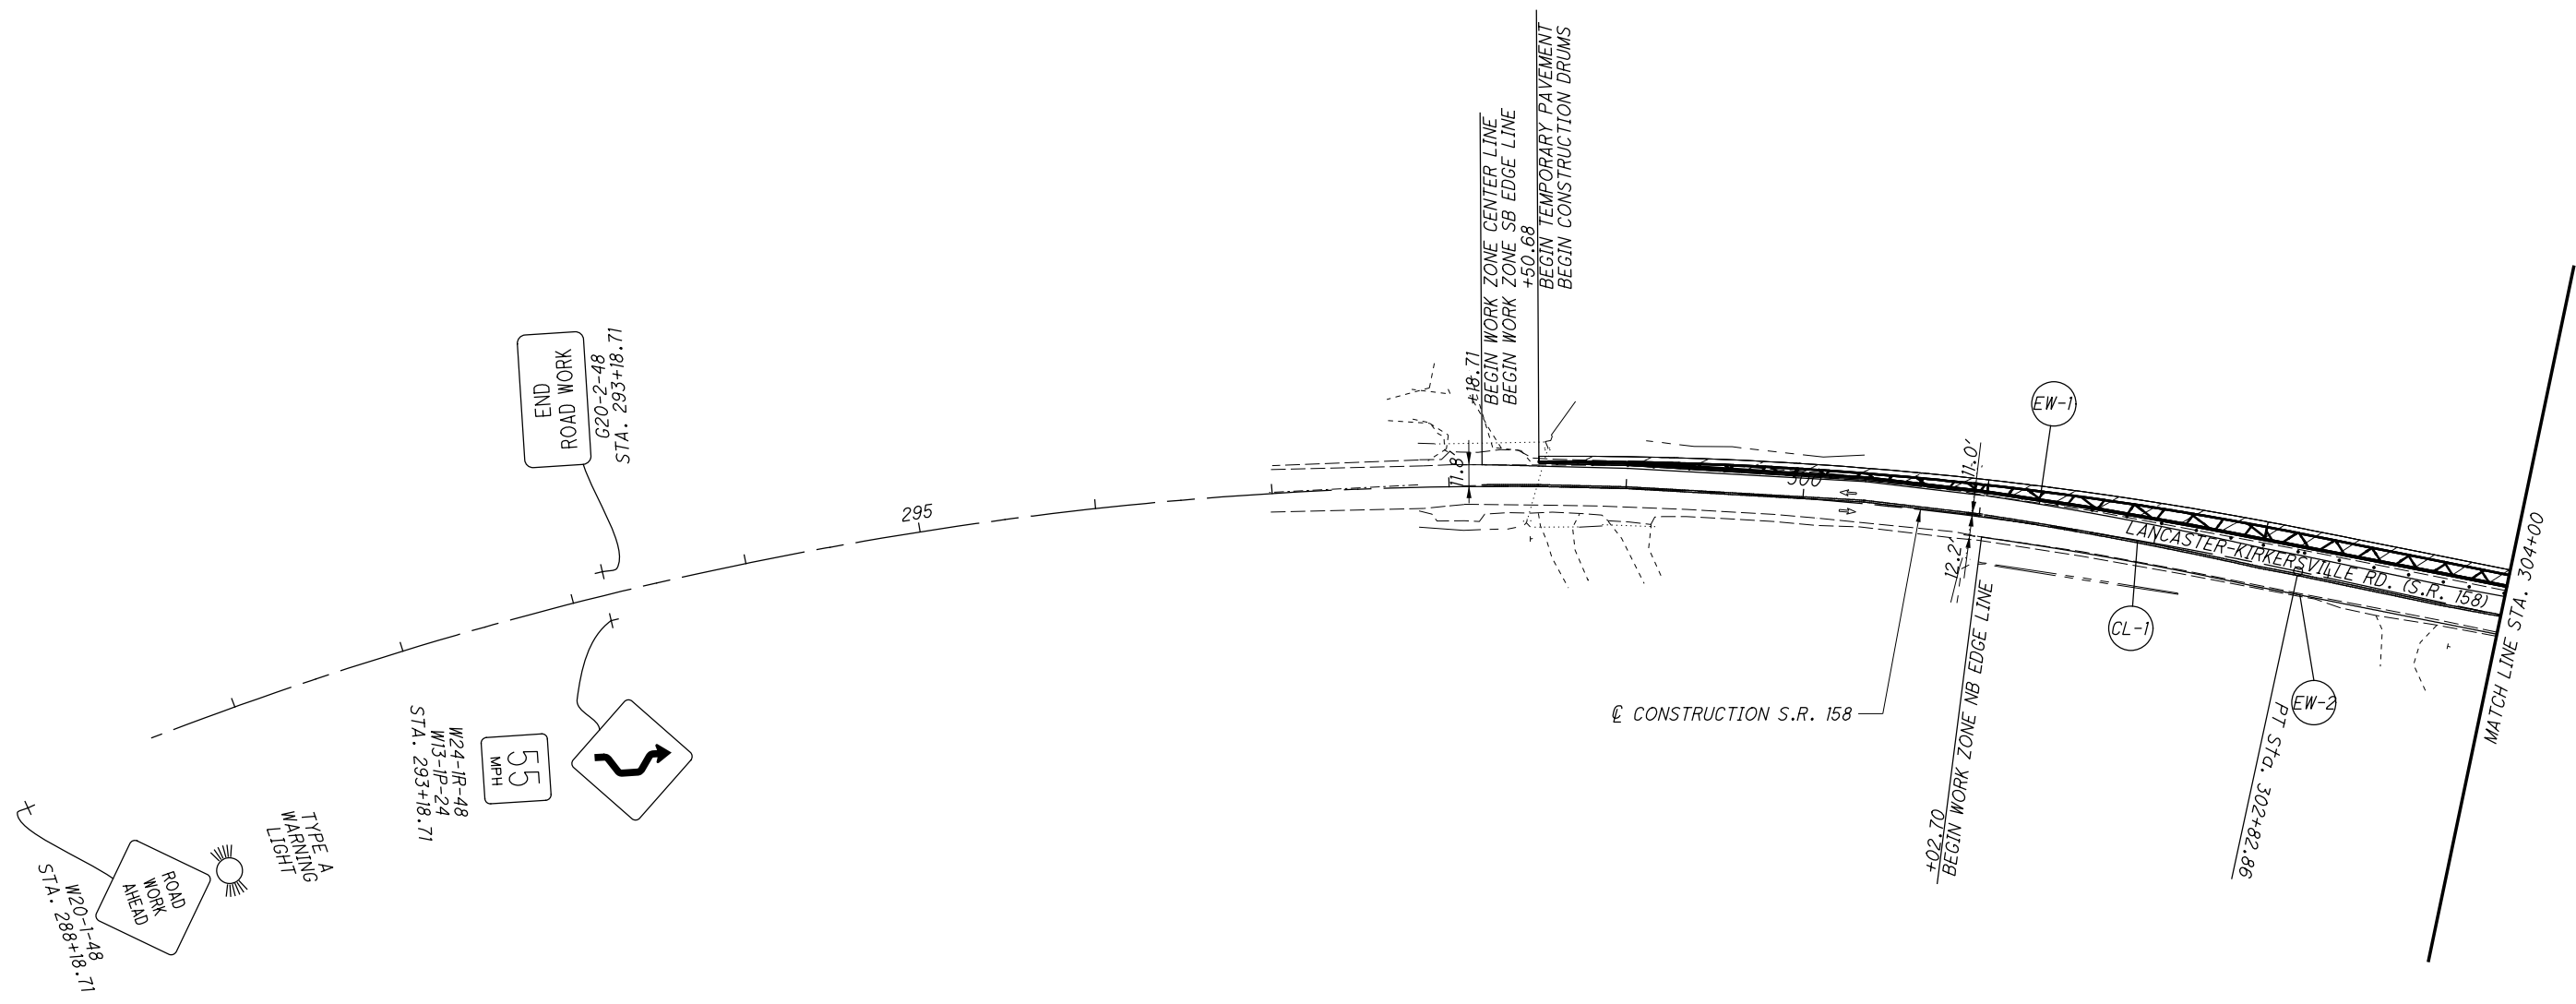 END
ROAD WORK
G20-2-48
STA. 293+18.71
295
+18.71
BEGIN WORK ZONE CENTER LINE
BEGIN WORK ZONE SB EDGE LINE
+50.68
BEGIN TEMPORARY PAVEMENT
BEGIN CONSTRUCTION DRUMS
11.8'
300
11.0'
12.2'
EW-1
LANCASTER-KIRKERSVILLE RD. (S.R. 158)
CL-1
EW-2
℄ CONSTRUCTION S.R. 158
+02.70
BEGIN WORK ZONE NB EDGE LINE
PT Sta. 302+82.86
MATCH LINE STA. 304+00
W24-1R-48
W13-1P-24
STA. 293+18.71
55
MPH
TYPE A
WARNING
LIGHT
ROAD
WORK
AHEAD
W20-1-48
STA. 288+18.71